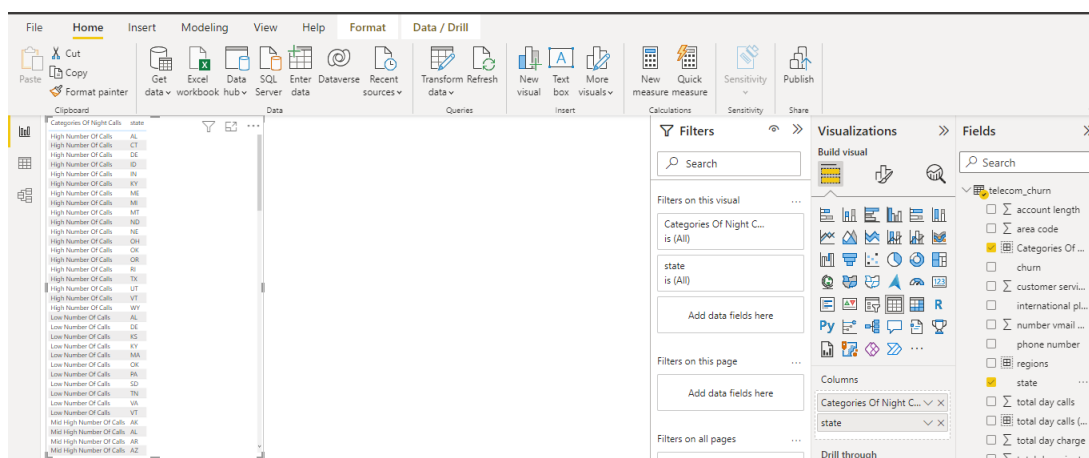 File Home Insert Modeling View Help Format Data / Drill
Paste
Cut
Copy
Format painter
Clipboard
Get data
Excel workbook
Data hub
SQL Server
Enter data
Dataverse
Recent sources
Data
Transform data
Refresh
Queries
New visual
Text box
More visuals
Insert
New measure
Quick measure
Calculations
Sensitivity
Sensitivity
Publish
Share
Categories Of Night Calls state
High Number Of Calls AL
High Number Of Calls CT
High Number Of Calls DE
High Number Of Calls ID
High Number Of Calls IN
High Number Of Calls KY
High Number Of Calls ME
High Number Of Calls MI
High Number Of Calls MT
High Number Of Calls ND
High Number Of Calls NE
High Number Of Calls OH
High Number Of Calls OK
High Number Of Calls OR
High Number Of Calls RI
High Number Of Calls TX
High Number Of Calls UT
High Number Of Calls VT
High Number Of Calls WY
Low Number Of Calls AL
Low Number Of Calls DE
Low Number Of Calls KS
Low Number Of Calls KY
Low Number Of Calls MA
Low Number Of Calls OK
Low Number Of Calls PA
Low Number Of Calls SD
Low Number Of Calls TN
Low Number Of Calls VA
Low Number Of Calls VT
Mid High Number Of Calls AK
Mid High Number Of Calls AL
Mid High Number Of Calls AR
Mid High Number Of Calls AZ
Filters
Search
Filters on this visual ...
Categories Of Night C...
is (All)
state
is (All)
Add data fields here
Filters on this page ...
Add data fields here
Filters on all pages ...
Visualizations
Build visual
123
R
Py
...
Columns
Categories Of Night C...
state
Drill through
Fields
Search
telecom_churn
account length
area code
Categories Of ...
churn
customer servi...
international pl...
number vmail ...
phone number
regions
state ...
total day calls
total day calls (...
total day charge